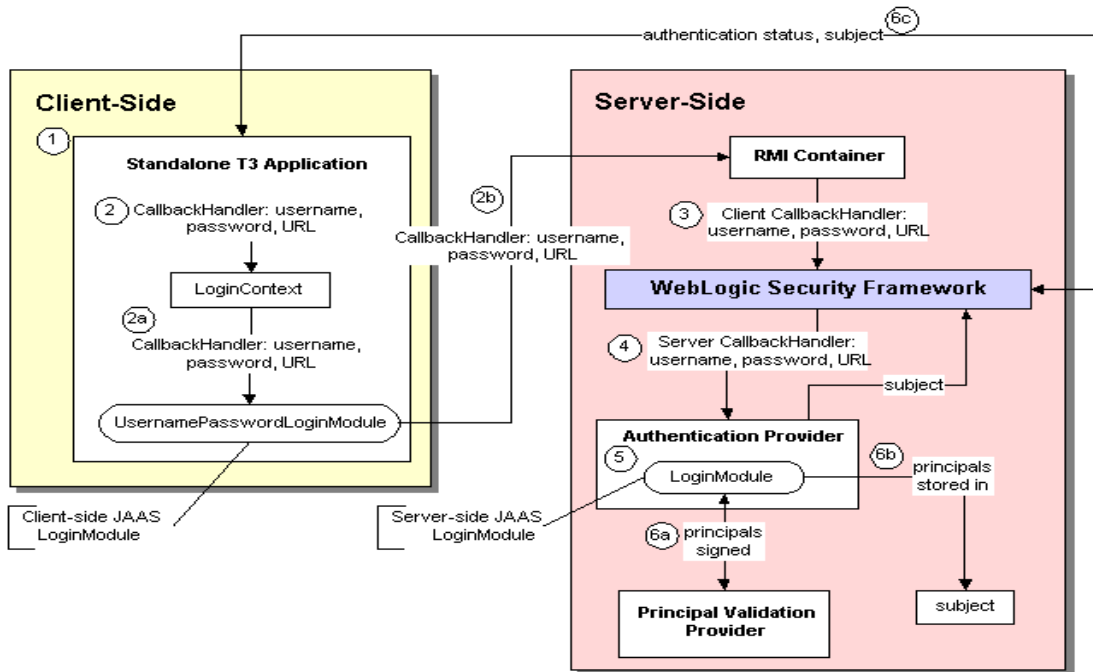 6c
authentication status, subject
Client-Side
1
Standalone T3 Application
2
CallbackHandler: username,
password, URL
LoginContext
2a
CallbackHandler: username,
password, URL
UsernamePasswordLoginModule
Client-side JAAS
LoginModule
2b
CallbackHandler: username,
password, URL
Server-Side
RMI Container
3
Client CallbackHandler:
username, password, URL
WebLogic Security Framework
4
Server CallbackHandler:
username, password, URL
subject
Authentication Provider
5
LoginModule
Server-side JAAS
LoginModule
6b
principals
stored in
6a
principals
signed
Principal Validation
Provider
subject